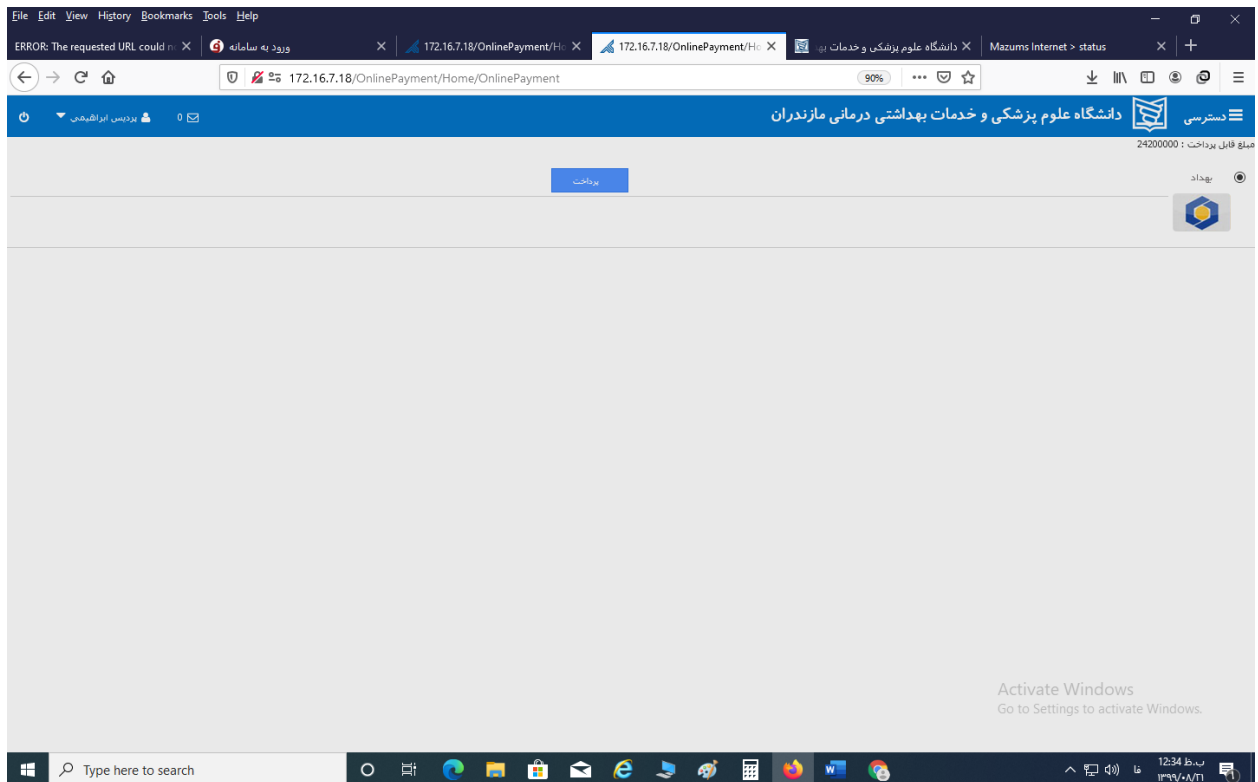 File Edit View History Bookmarks Tools Help
ERROR: The requested URL could n
ورود به سامانه
172.16.7.18/OnlinePayment/Ho
172.16.7.18/OnlinePayment/Ho
دانشگاه علوم پزشکی و خدمات به
Mazums Internet > status
172.16.7.18/OnlinePayment/Home/OnlinePayment
90%
دسترسی
دانشگاه علوم پزشکی و خدمات بهداشتی درمانی مازندران
0
پردیس ابراهیمی
مبلغ قابل پرداخت : 24200000
بهداد
پرداخت
Activate Windows
Go to Settings to activate Windows.
Type here to search
فا
12:34 ب.ظ
۱۳۹۹/۰۸/۲۱